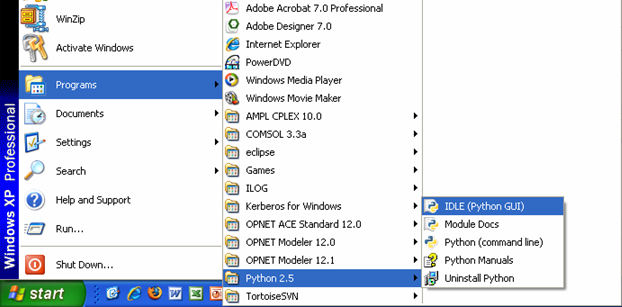 WinZip
Activate Windows
Programs
Documents
Settings
Search
Help and Support
Run...
Shut Down...
Windows XP Professional
start
Adobe Acrobat 7.0 Professional
Adobe Designer 7.0
Internet Explorer
PowerDVD
Windows Media Player
Windows Movie Maker
AMPL CPLEX 10.0
COMSOL 3.3a
eclipse
Games
ILOG
Kerberos for Windows
OPNET ACE Standard 12.0
OPNET Modeler 12.0
OPNET Modeler 12.1
Python 2.5
TortoiseSVN
IDLE (Python GUI)
Module Docs
Python (command line)
Python Manuals
Uninstall Python